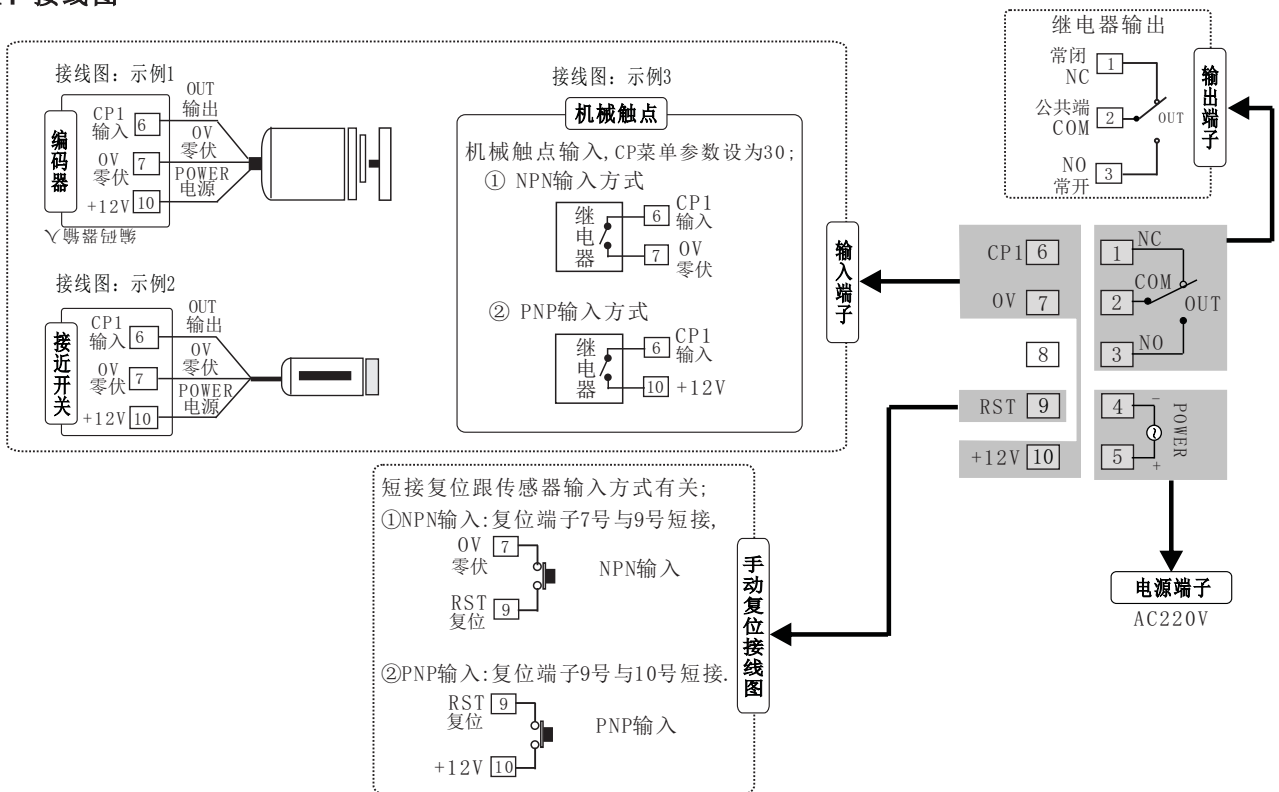 接线图
接线图：示例1
编码器
CP1
输入
6
OUT
输出
0V
零伏
7
0V
零伏
+12V
10
POWER
电源
编码器输入
接线图：示例2
接近开关
CP1
输入
6
OUT
输出
0V
零伏
7
0V
零伏
+12V
10
POWER
电源
接线图：示例3
机械触点
机械触点输入,CP菜单参数设为30;
① NPN输入方式
继电器
6
CP1
输入
7
0V
零伏
② PNP输入方式
继电器
6
CP1
输入
10
+12V
输入端子
继电器输出
常闭
NC
1
公共端
COM
2
OUT
NO
常开
3
输出端子
CP1 6
0V 7
8
RST 9
+12V 10
1 NC
2 COM
OUT
3 NO
4 −
5 +
POWER
电源端子
AC220V
短接复位跟传感器输入方式有关;
①NPN输入:复位端子7号与9号短接,
0V
零伏
7
RST
复位
9
NPN输入
②PNP输入:复位端子9号与10号短接.
RST
复位
9
+12V 10
PNP输入
手动复位接线图